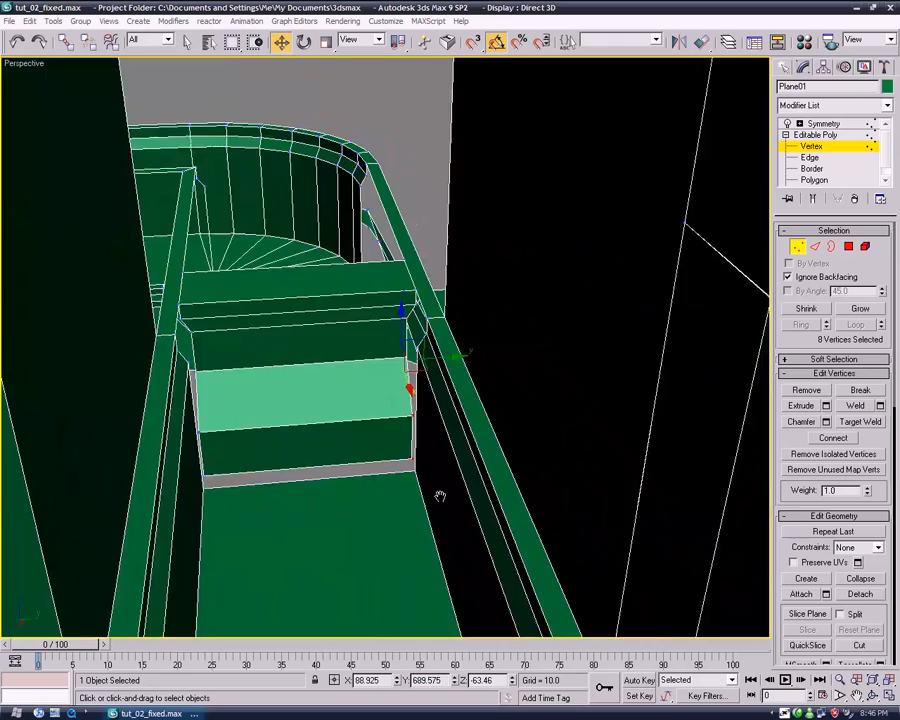 tut_02_fixed.max - Project Folder: C:\Documents and Settings\Me\My Documents\3dsmax - Autodesk 3ds Max 9 SP2 - Display : Direct 3D
File Edit Tools Group Views Create Modifiers reactor Animation Graph Editors Rendering Customize MAXScript Help
All View View
Perspective
Plane01
Modifier List
Symmetry
Editable Poly
Vertex
Edge
Border
Polygon
Selection
By Vertex
Ignore Backfacing
By Angle: 45.0
Shrink Grow
Ring Loop
8 Vertices Selected
Soft Selection
Edit Vertices
Remove Break
Extrude Weld
Chamfer Target Weld
Connect
Remove Isolated Vertices
Remove Unused Map Verts
Weight: 1.0
Edit Geometry
Repeat Last
Constraints: None
Preserve UVs
Create Collapse
Attach Detach
Slice Plane Split
Slice Reset Plane
QuickSlice Cut
MSmooth Tessellate
0 / 100
0 5 10 15 20 25 30 35 40 45 50 55 60 65 70 75 80 85 90 95 100
1 Object Selected X: 88.925 Y: 689.575 Z: -63.46 Grid = 10.0 Auto Key Selected
Click or click-and-drag to select objects Add Time Tag Set Key Key Filters... 0
tut_02_fixed.max ... 8:46 PM